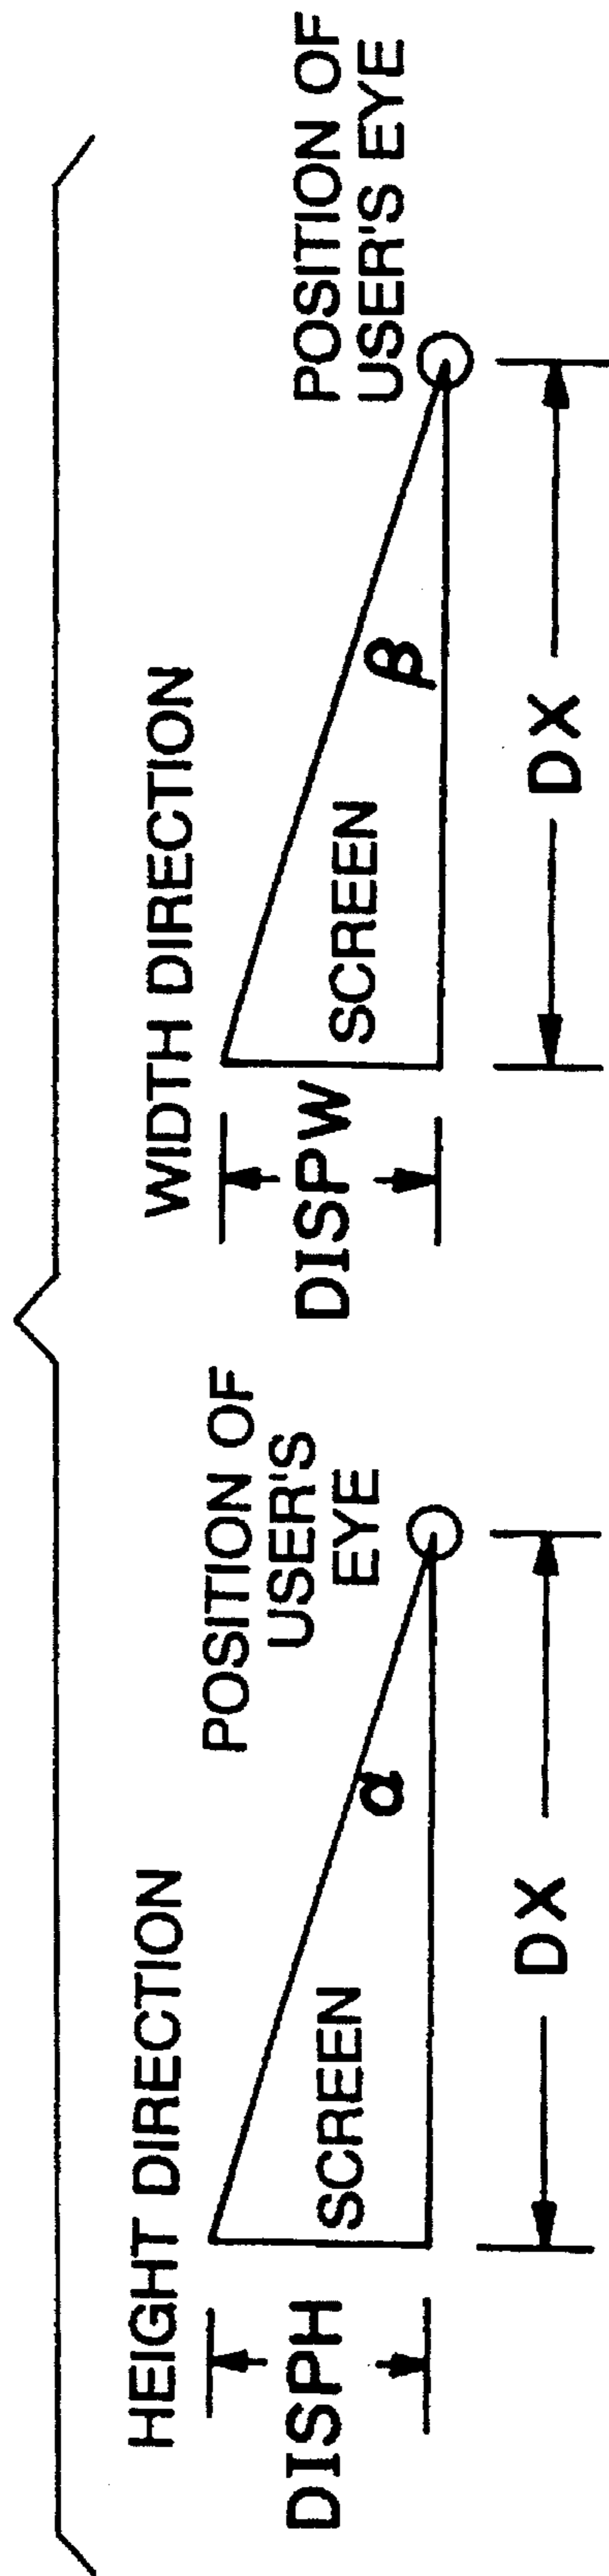 HEIGHT DIRECTION
POSITION OF
USER'S
EYE
DISPH
SCREEN
α
DX
WIDTH DIRECTION
POSITION OF
USER'S EYE
DISPW
SCREEN
β
DX